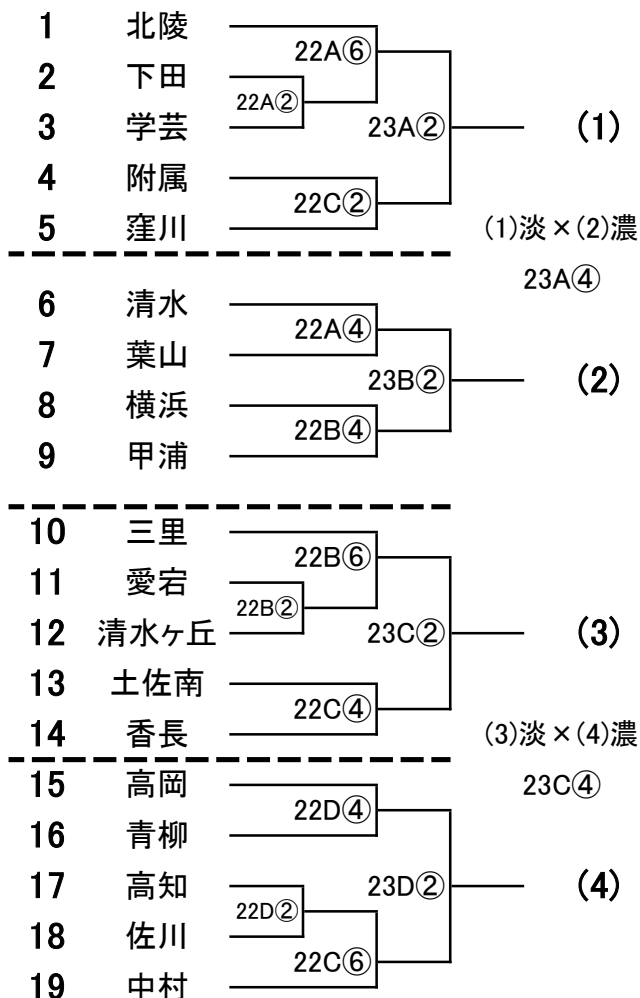 1 北陵
22A⑥
2 下田
22A②
3 学芸
23A②
(1)
4 附属
22C②
5 窪川
(1)淡×(2)濃
23A④
6 清水
22A④
7 葉山
23B②
(2)
8 横浜
22B④
9 甲浦
10 三里
22B⑥
11 愛宕
22B②
12 清水ヶ丘
23C②
(3)
13 土佐南
22C④
14 香長
(3)淡×(4)濃
15 高岡
23C④
22D④
16 青柳
17 高知
23D②
(4)
22D②
18 佐川
22C⑥
19 中村